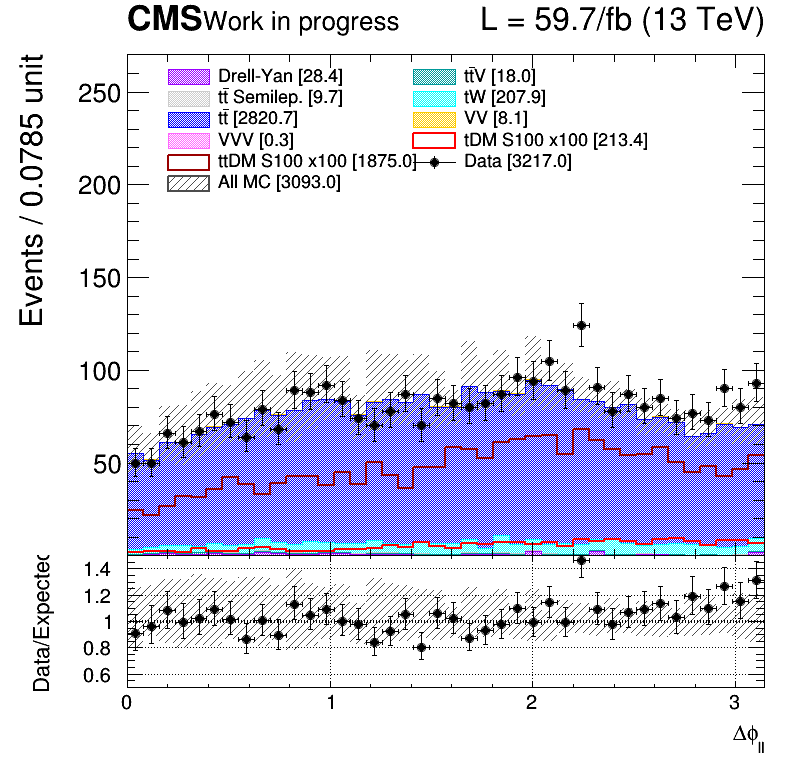 CMS Work in progress L = 59.7/fb (13 TeV)
Drell-Yan [28.4] tt̄V [18.0]
tt̄ Semilep. [9.7] tW [207.9]
tt̄ [2820.7] VV [8.1]
VVV [0.3] tDM S100 x100 [213.4]
ttDM S100 x100 [1875.0] Data [3217.0]
All MC [3093.0]
Events / 0.0785 unit
250
200
150
100
50
Data/Expected
1.4
1.2
1
0.8
0.6
0 1 2 3
Δϕ_ll